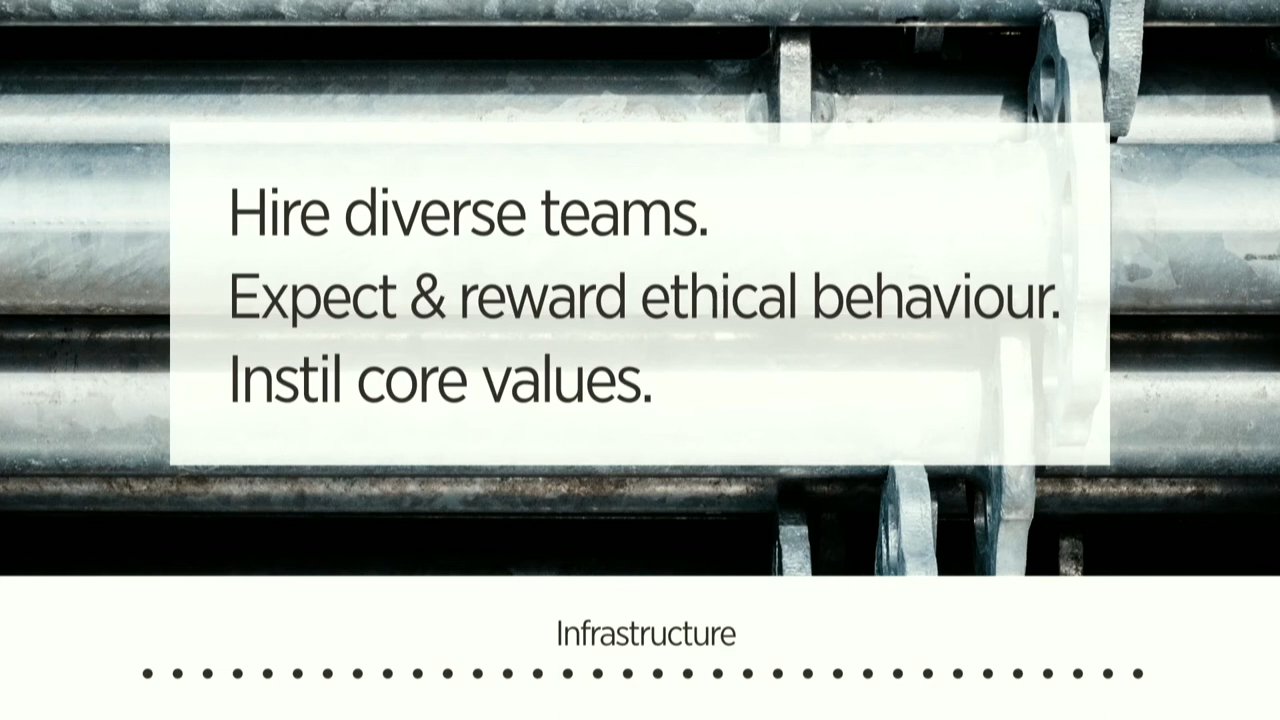 Hire diverse teams.
Expect & reward ethical behaviour.
Instil core values.
Infrastructure